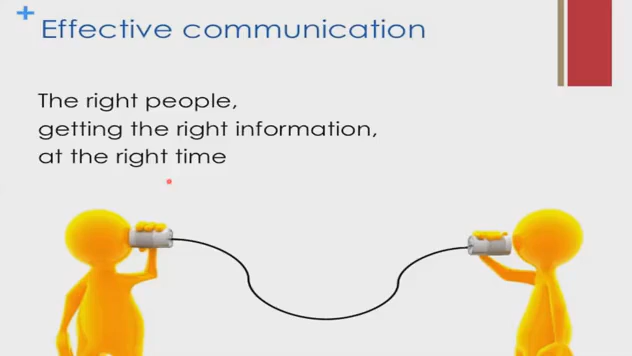 Effective communication
The right people,
getting the right information,
at the right time